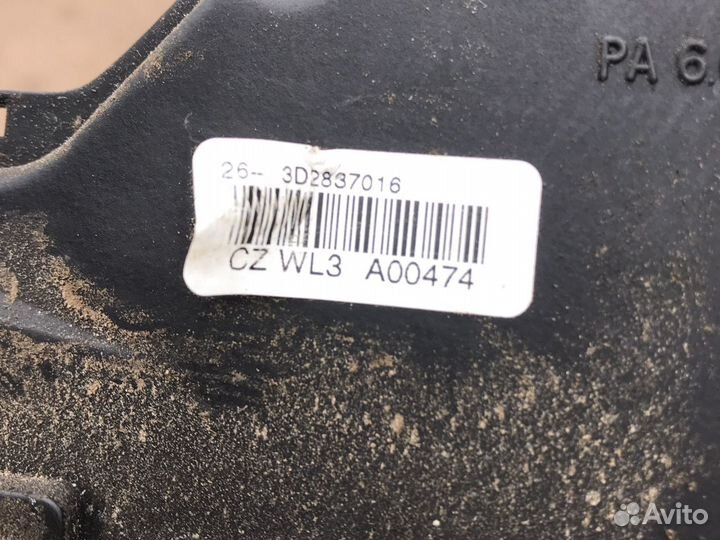 PA 6.
26-- 3D2837016
CZ WL3 A00474
Avito